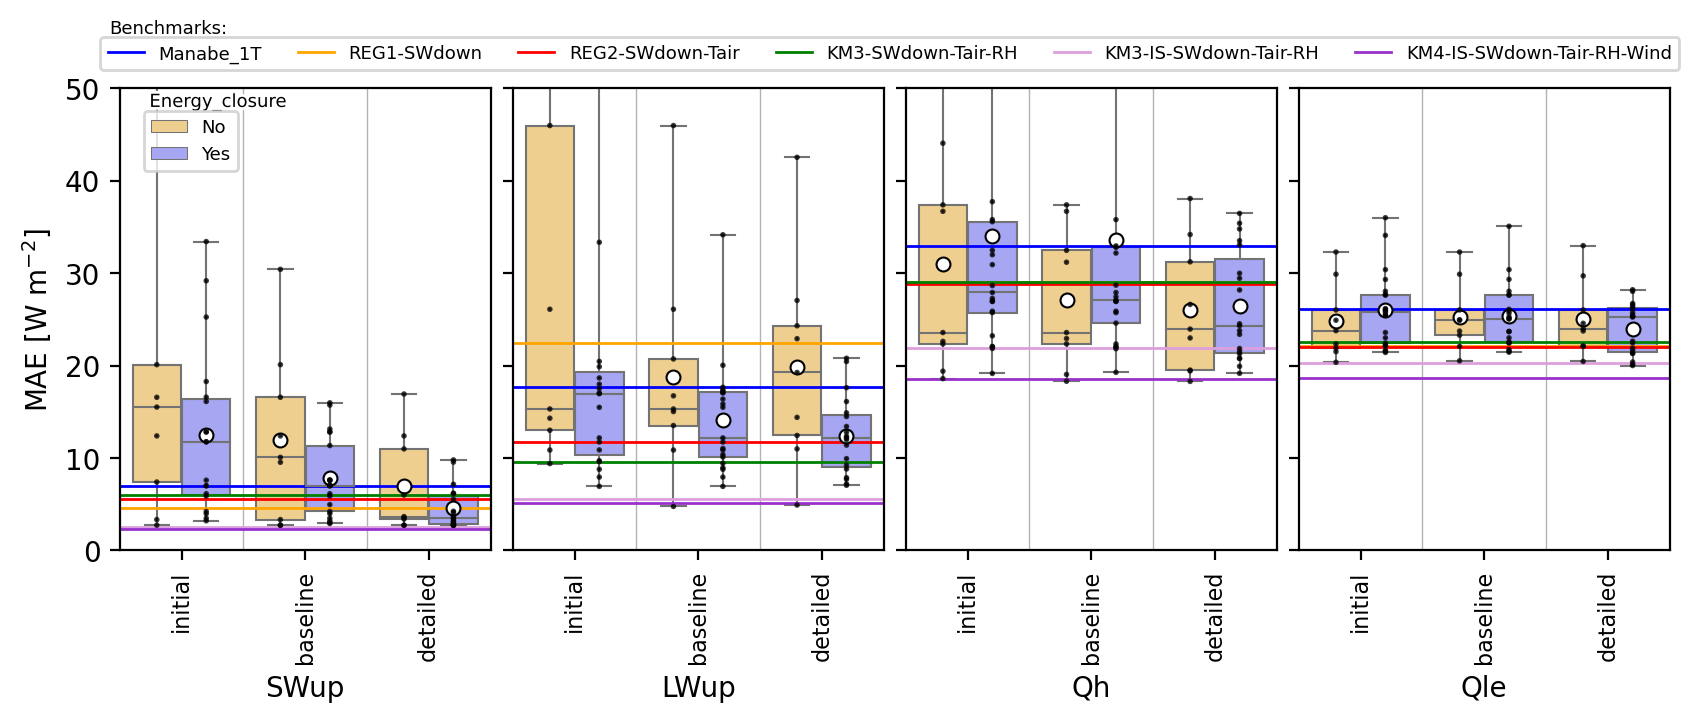 Benchmarks:
Manabe_1T REG1-SWdown REG2-SWdown-Tair KM3-SWdown-Tair-RH KM3-IS-SWdown-Tair-RH KM4-IS-SWdown-Tair-RH-Wind
Energy_closure
No
Yes
MAE [W m⁻²]
50
40
30
20
10
0
initial baseline detailed initial baseline detailed initial baseline detailed initial baseline detailed
SWup LWup Qh Qle